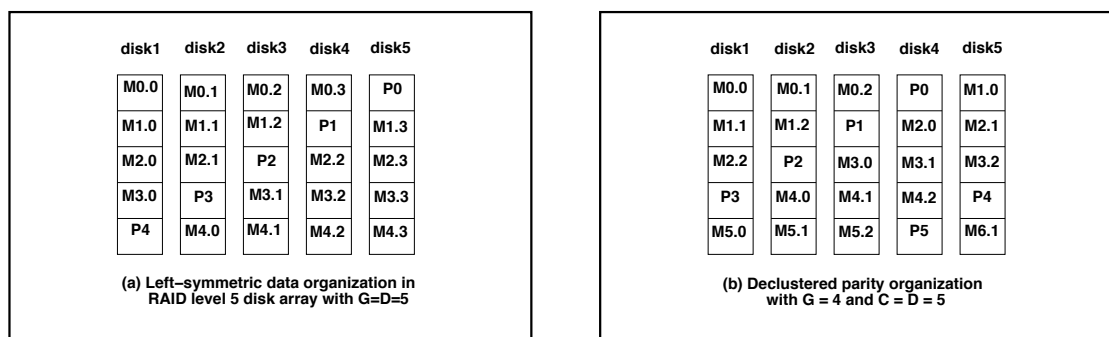 disk1 disk2 disk3 disk4 disk5
M0.0 M0.1 M0.2 M0.3 P0
M1.0 M1.1 M1.2 P1 M1.3
M2.0 M2.1 P2 M2.2 M2.3
M3.0 P3 M3.1 M3.2 M3.3
P4 M4.0 M4.1 M4.2 M4.3
(a) Left-symmetric data organization in
RAID level 5 disk array with G=D=5
disk1 disk2 disk3 disk4 disk5
M0.0 M0.1 M0.2 P0 M1.0
M1.1 M1.2 P1 M2.0 M2.1
M2.2 P2 M3.0 M3.1 M3.2
P3 M4.0 M4.1 M4.2 P4
M5.0 M5.1 M5.2 P5 M6.1
(b) Declustered parity organization
with G = 4 and C = D = 5